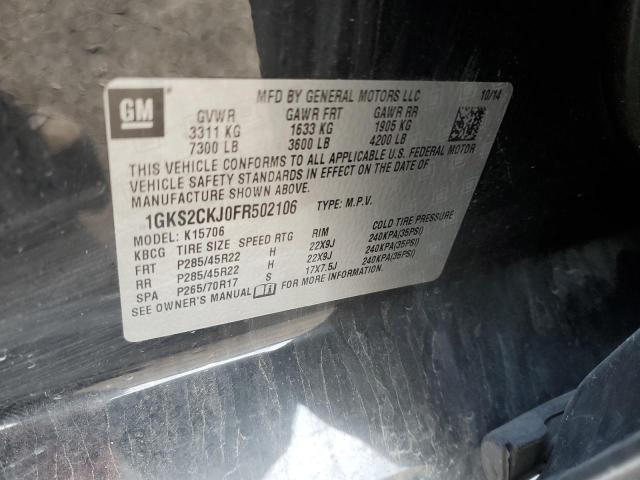 GM
MFD BY GENERAL MOTORS LLC 10/14
GVWR GAWR FRT GAWR RR
3311 KG 1633 KG 1905 KG
7300 LB 3600 LB 4200 LB
THIS VEHICLE CONFORMS TO ALL APPLICABLE U.S. FEDERAL MOTOR
VEHICLE SAFETY STANDARDS IN EFFECT ON THE DATE OF
MANUFACTURE SHOWN ABOVE.
1GKS2CKJ0FR502106 TYPE: M.P.V.
MODEL: K15706
KBCG TIRE SIZE SPEED RTG RIM COLD TIRE PRESSURE
FRT P285/45R22 H 22X9J 240KPA(35PSI)
RR P285/45R22 H 22X9J 240KPA(35PSI)
SPA P265/70R17 S 17X7.5J 240KPA(35PSI)
SEE OWNER'S MANUAL FOR MORE INFORMATION.